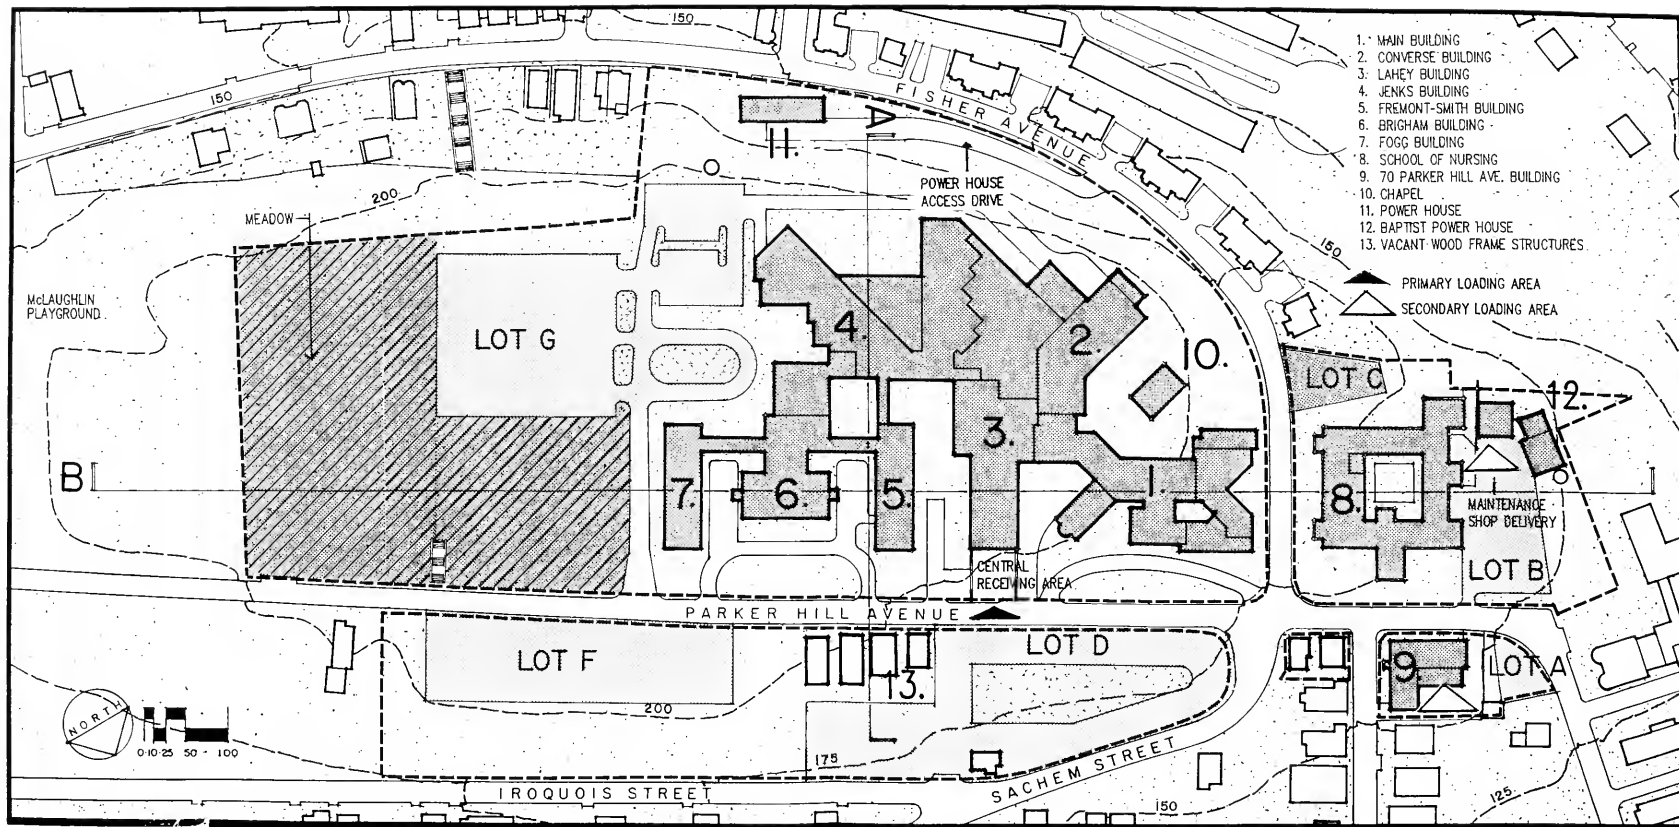 150
1. MAIN BUILDING
2. CONVERSE BUILDING
3. LAHEY BUILDING
4. JENKS BUILDING
5. FREMONT-SMITH BUILDING
6. BRIGHAM BUILDING
7. FOGG BUILDING
8. SCHOOL OF NURSING
9. 70 PARKER HILL AVE. BUILDING
10. CHAPEL
11. POWER HOUSE
12. BAPTIST POWER HOUSE
13. VACANT WOOD FRAME STRUCTURES
PRIMARY LOADING AREA
SECONDARY LOADING AREA
150
FISHER AVENUE
A
11.
POWER HOUSE
ACCESS DRIVE
200
MEADOW
150
McLAUGHLIN
PLAYGROUND
LOT G
4.
2.
10.
LOT C
12.
3.
B
7.
6.
5.
1.
8.
MAINTENANCE
SHOP DELIVERY
CENTRAL
RECEIVING AREA
LOT B
PARKER HILL AVENUE
LOT F
13.
LOT D
9.
LOT A
200
NORTH
0-10-25 50 100
175
SACHEM STREET
IROQUOIS STREET
150
125